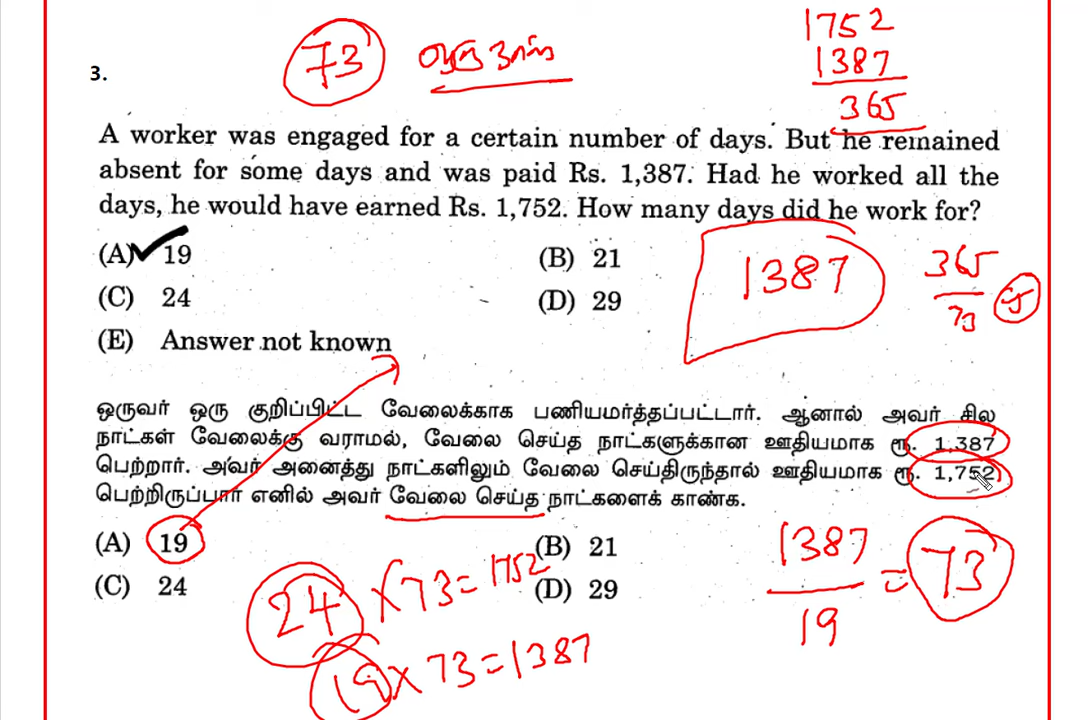 1752
73 ஒரு நாள்
1387
3.
365
A worker was engaged for a certain number of days. But he remained
absent for some days and was paid Rs. 1,387. Had he worked all the
days, he would have earned Rs. 1,752. How many days did he work for?
(A) 19
(B) 21
1387
365
73
5
(C) 24
(D) 29
(E) Answer not known
ஒருவர் ஒரு குறிப்பிட்ட வேலைக்காக பணியமர்த்தப்பட்டார். ஆனால் அவர் சில
நாட்கள் வேலைக்கு வராமல், வேலை செய்த நாட்களுக்கான ஊதியமாக ரூ. 1,387
பெற்றார். அவர் அனைத்து நாட்களிலும் வேலை செய்திருந்தால் ஊதியமாக ரூ. 1,752
பெற்றிருப்பார் எனில் அவர் வேலை செய்த நாட்களைக் காண்க.
(A) 19
(B) 21
(C) 24
(D) 29
1387
19
= 73
24 × 73 = 1752
19 × 73 = 1387